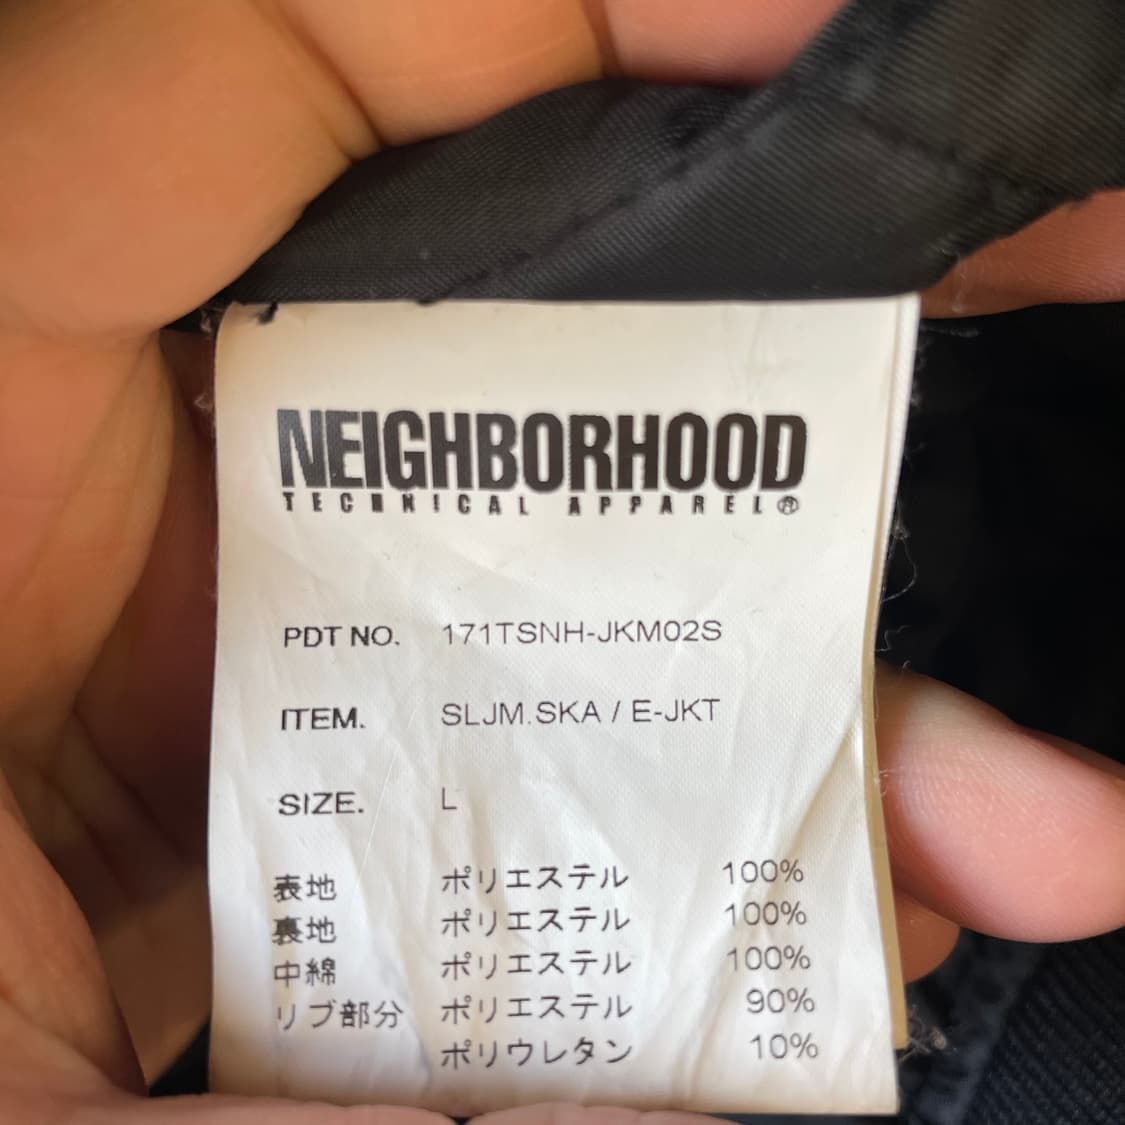 NEIGHBORHOOD
TECHNICAL APPAREL®
PDT NO. 171TSNH-JKM02S
ITEM. SLJM.SKA / E-JKT
SIZE. L
表地 ポリエステル 100%
裏地 ポリエステル 100%
中綿 ポリエステル 100%
リブ部分 ポリエステル 90%
ポリウレタン 10%